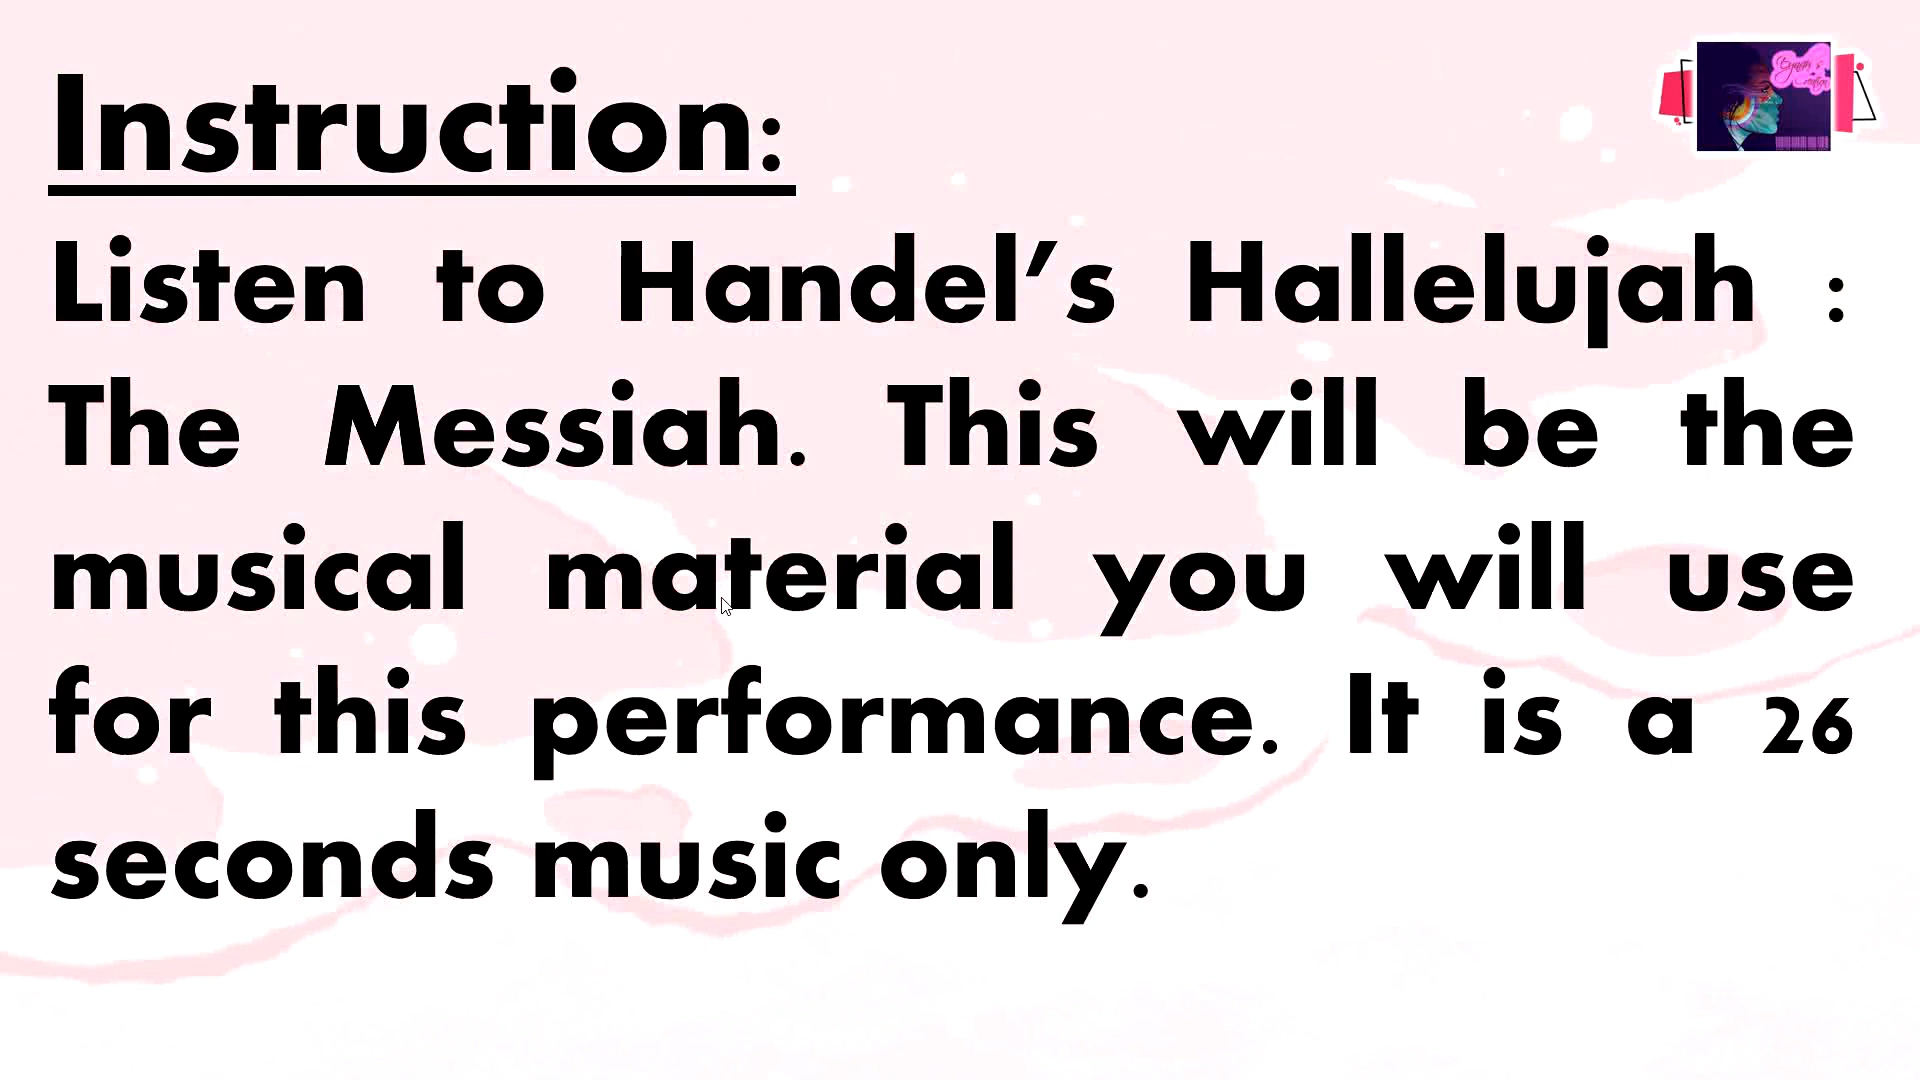 Instruction:
Listen to Handel’s Hallelujah :
The Messiah. This will be the
musical material you will use
for this performance. It is a 26
seconds music only.